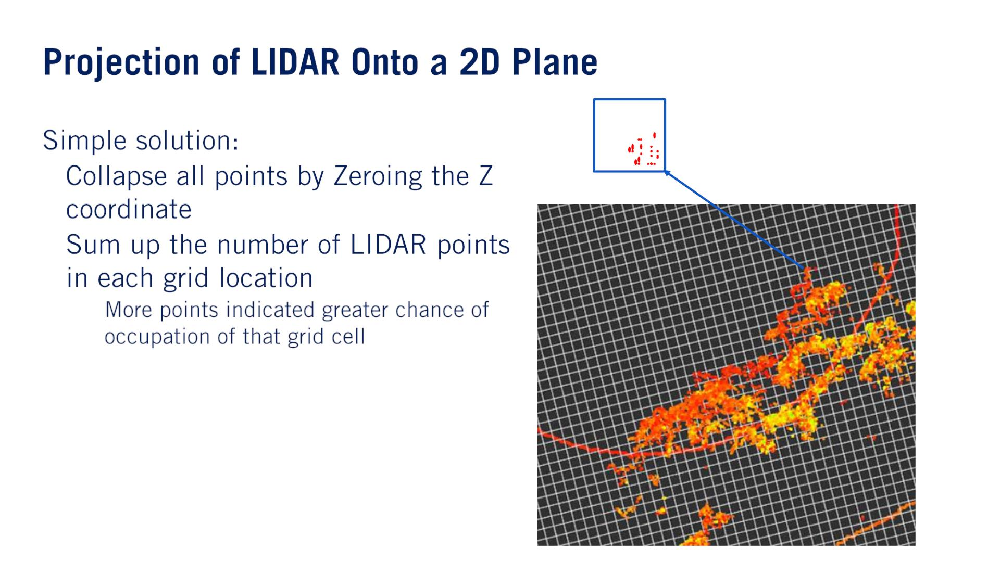 Projection of LIDAR Onto a 2D Plane
Simple solution:
Collapse all points by Zeroing the Z
coordinate
Sum up the number of LIDAR points
in each grid location
More points indicated greater chance of
occupation of that grid cell